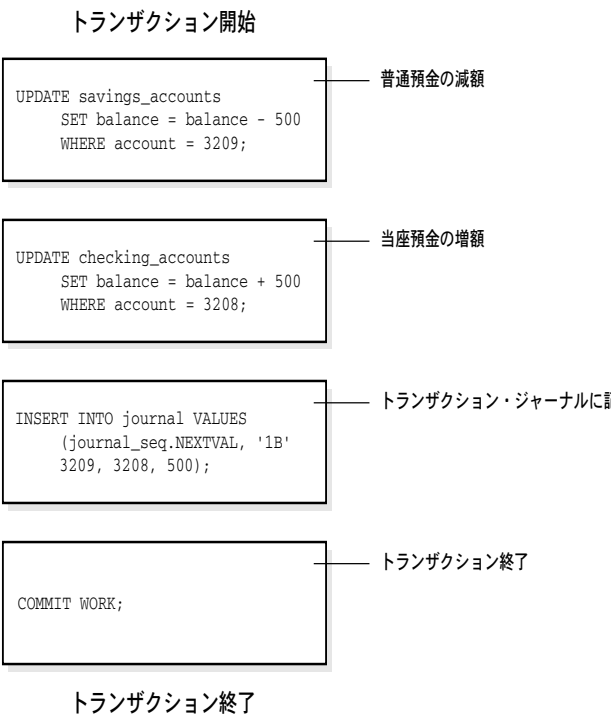 トランザクション開始
普通預金の減額
UPDATE savings_accounts
SET balance = balance - 500
WHERE account = 3209;
当座預金の増額
UPDATE checking_accounts
SET balance = balance + 500
WHERE account = 3208;
トランザクション・ジャーナルに
INSERT INTO journal VALUES
(journal_seq.NEXTVAL, '1B'
3209, 3208, 500);
トランザクション終了
COMMIT WORK;
トランザクション終了